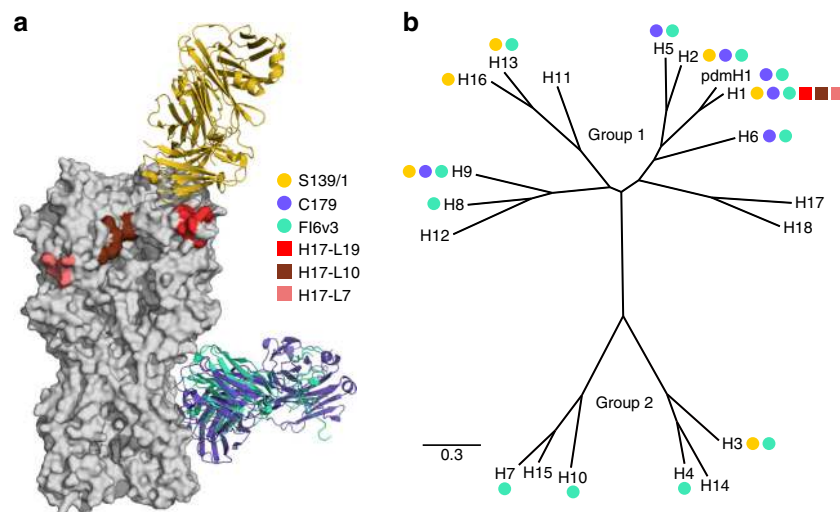 a
S139/1
C179
FI6v3
H17-L19
H17-L10
H17-L7
b
H13
H16
H11
H5
H2
pdmH1
H1
Group 1
H6
H9
H8
H12
H17
H18
Group 2
0.3
H3
H7
H15
H10
H4
H14